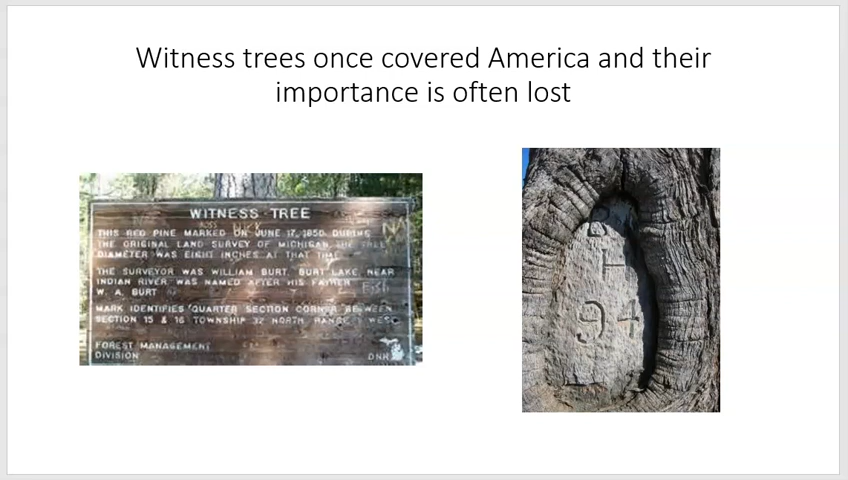 Witness trees once covered America and their
importance is often lost
WITNESS TREE
THIS RED PINE MARKED ON JUNE 17, 1850, DURING
THE ORIGINAL LAND SURVEY OF MICHIGAN. THE TREE
DIAMETER WAS EIGHT INCHES AT THAT TIME.
THE SURVEYOR WAS WILLIAM BURT. BURT LAKE, NEAR
INDIAN RIVER WAS NAMED AFTER HIS FATHER
W. A. BURT
MARK IDENTIFIES QUARTER SECTION CORNER BETWEEN
SECTION 15 & 16 TOWNSHIP 32 NORTH, RANGE WEST
FOREST MANAGEMENT
DIVISION
DNR
H
94